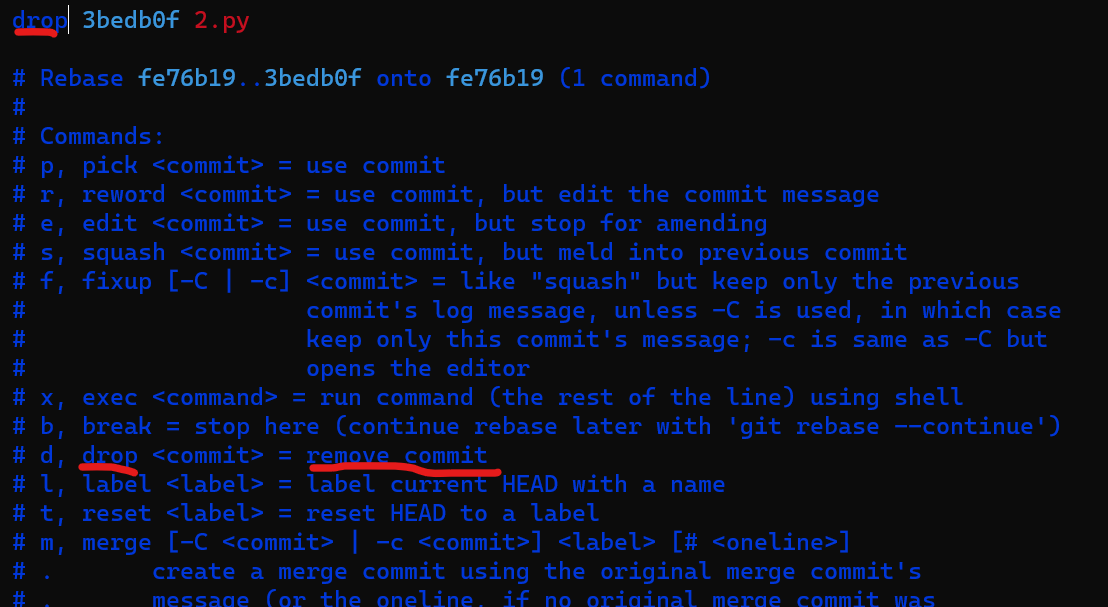 drop 3bedb0f 2.py
# Rebase fe76b19..3bedb0f onto fe76b19 (1 command)
#
# Commands:
# p, pick <commit> = use commit
# r, reword <commit> = use commit, but edit the commit message
# e, edit <commit> = use commit, but stop for amending
# s, squash <commit> = use commit, but meld into previous commit
# f, fixup [-C | -c] <commit> = like "squash" but keep only the previous
#                    commit's log message, unless -C is used, in which case
#                    keep only this commit's message; -c is same as -C but
#                    opens the editor
# x, exec <command> = run command (the rest of the line) using shell
# b, break = stop here (continue rebase later with 'git rebase --continue')
# d, drop <commit> = remove commit
# l, label <label> = label current HEAD with a name
# t, reset <label> = reset HEAD to a label
# m, merge [-C <commit> | -c <commit>] <label> [# <oneline>]
# .       create a merge commit using the original merge commit's
# .       message (or the oneline, if no original merge commit was